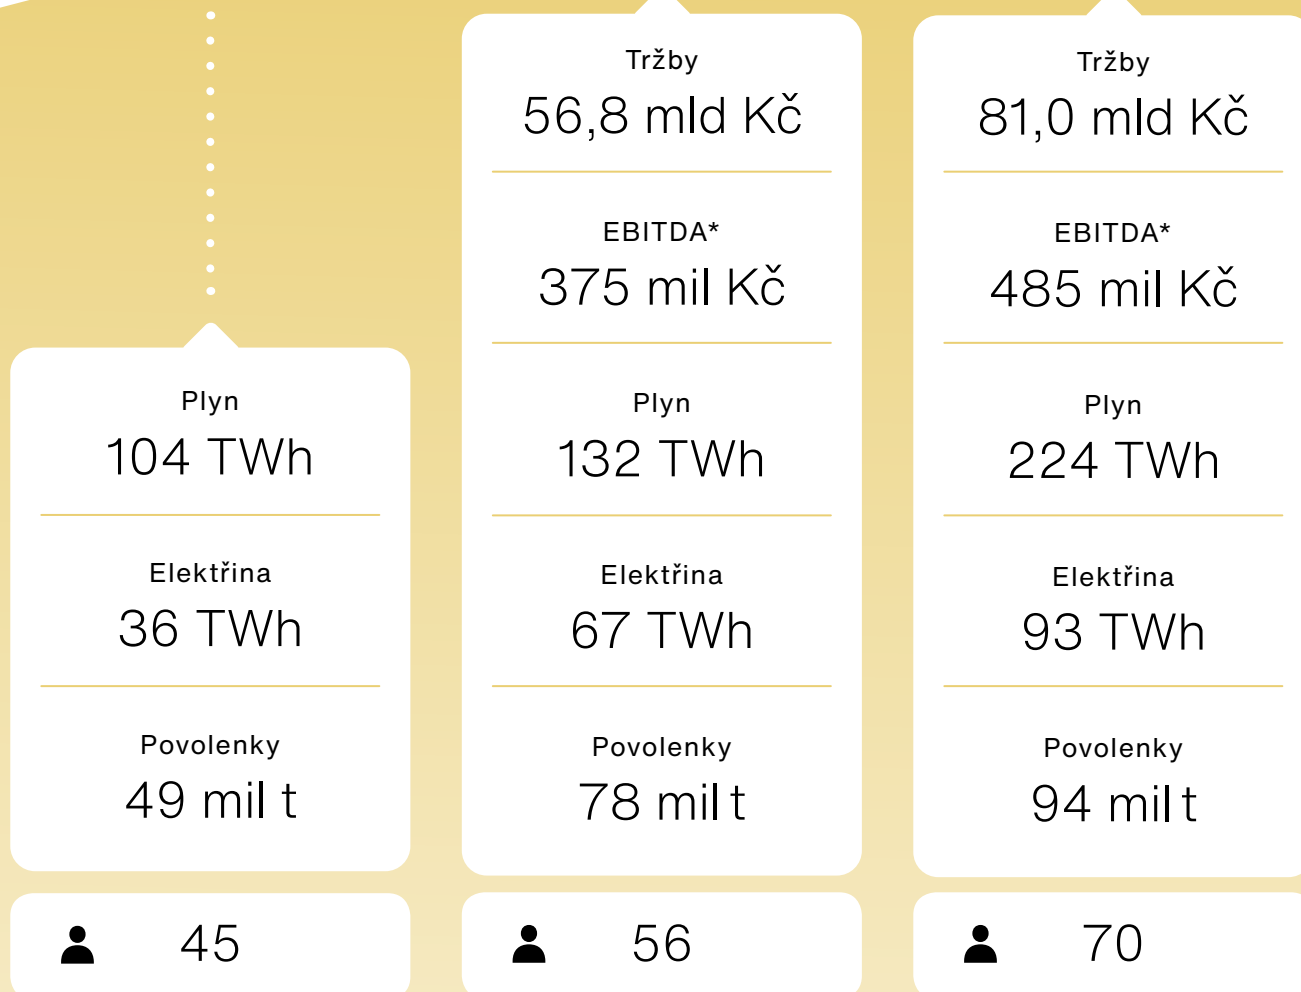 Plyn
104 TWh
Elektřina
36 TWh
Povolenky
49 mil t
45
Tržby
56,8 mld Kč
EBITDA*
375 mil Kč
Plyn
132 TWh
Elektřina
67 TWh
Povolenky
78 mil t
56
Tržby
81,0 mld Kč
EBITDA*
485 mil Kč
Plyn
224 TWh
Elektřina
93 TWh
Povolenky
94 mil t
70